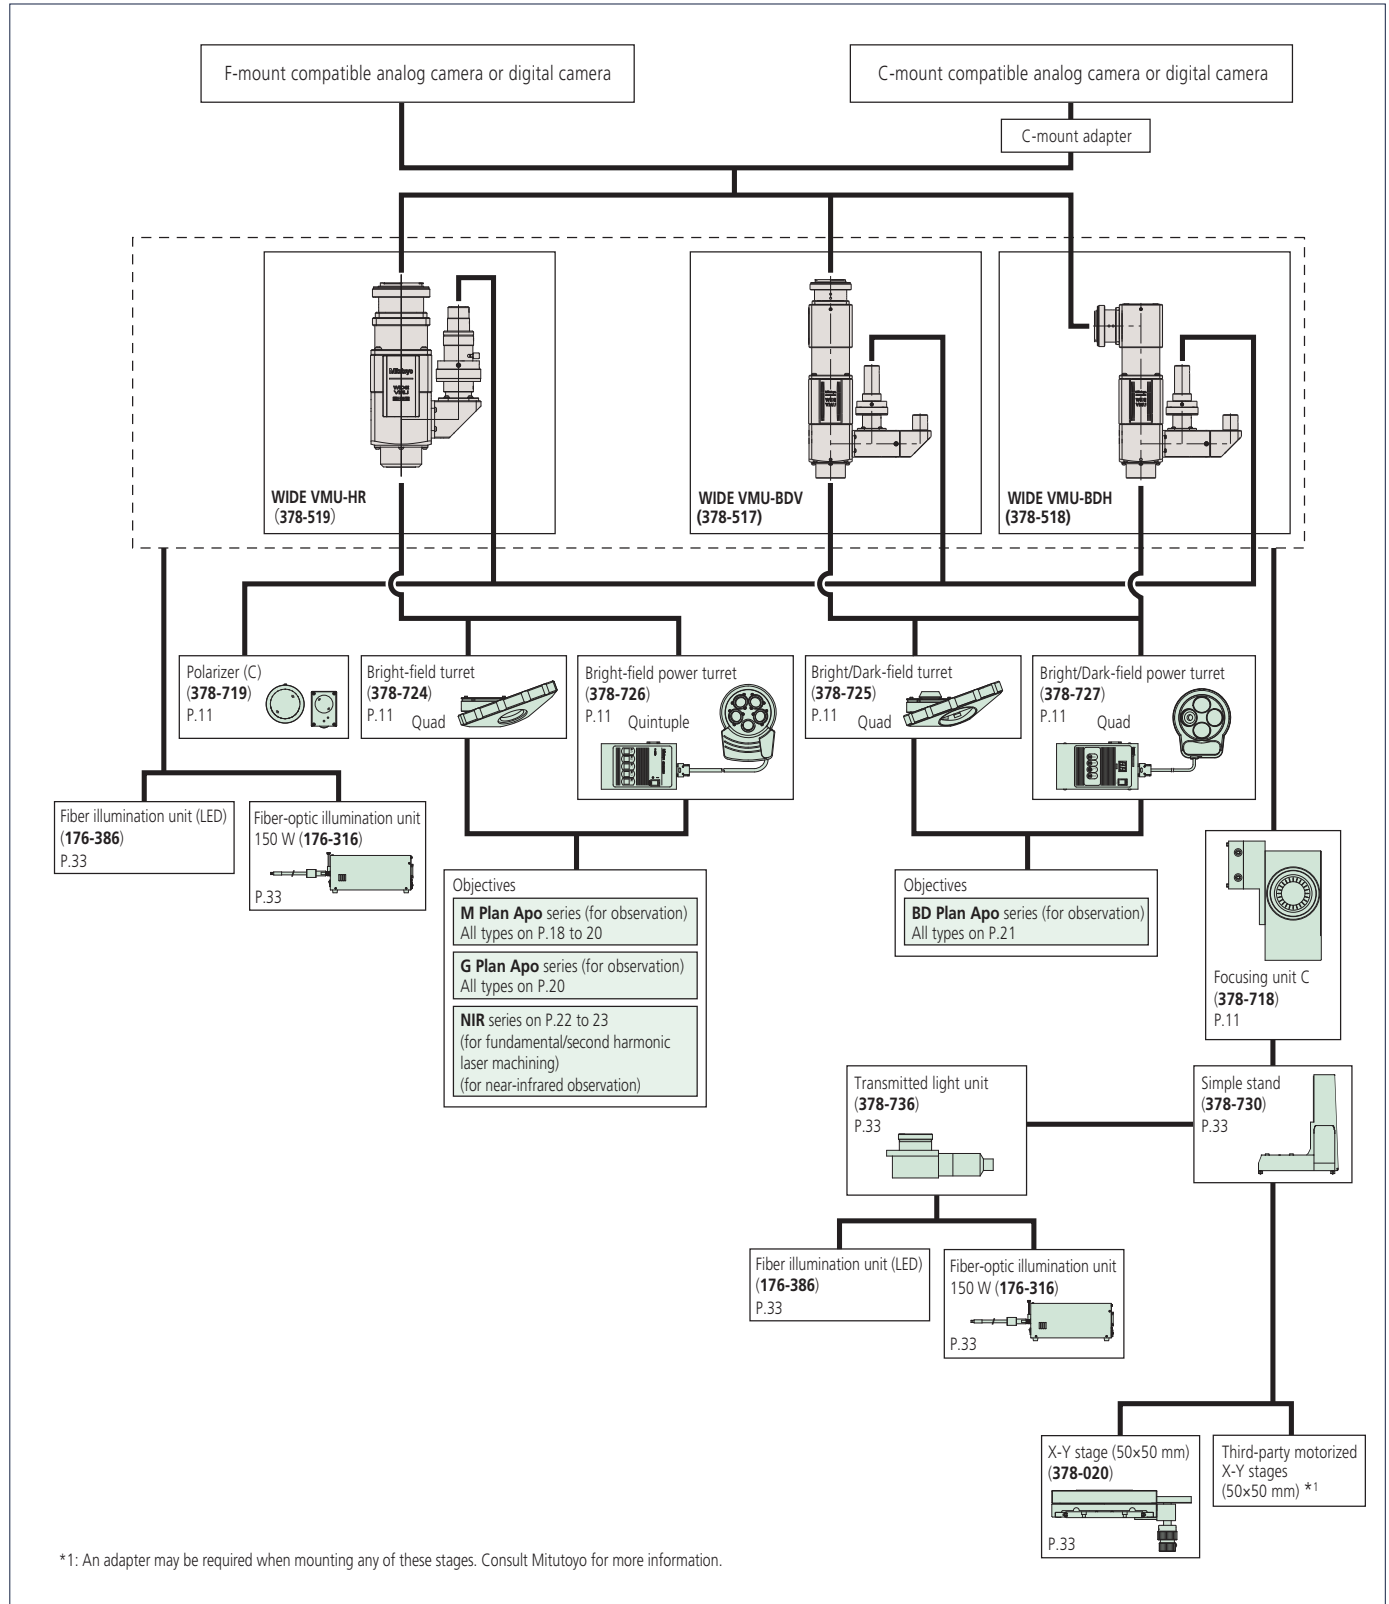 F-mount compatible analog camera or digital camera
C-mount compatible analog camera or digital camera
C-mount adapter
Mitutoyo
WIDE
VMU
WIDE VMU-HR
(378-519)
WIDE VMU-BDV
(378-517)
WIDE VMU-BDH
(378-518)
Polarizer (C)
(378-719)
P.11
Bright-field turret
(378-724)
P.11 Quad
Bright-field power turret
(378-726)
P.11 Quintuple
Bright/Dark-field turret
(378-725)
P.11 Quad
Bright/Dark-field power turret
(378-727)
P.11 Quad
Fiber illumination unit (LED)
(176-386)
P.33
Fiber-optic illumination unit
150 W (176-316)
P.33
Objectives
M Plan Apo series (for observation)
All types on P.18 to 20
G Plan Apo series (for observation)
All types on P.20
NIR series on P.22 to 23
(for fundamental/second harmonic
laser machining)
(for near-infrared observation)
Objectives
BD Plan Apo series (for observation)
All types on P.21
Focusing unit C
(378-718)
P.11
Transmitted light unit
(378-736)
P.33
Simple stand
(378-730)
P.33
Fiber illumination unit (LED)
(176-386)
P.33
Fiber-optic illumination unit
150 W (176-316)
P.33
X-Y stage (50×50 mm)
(378-020)
P.33
Third-party motorized
X-Y stages
(50×50 mm) *1
*1: An adapter may be required when mounting any of these stages. Consult Mitutoyo for more information.